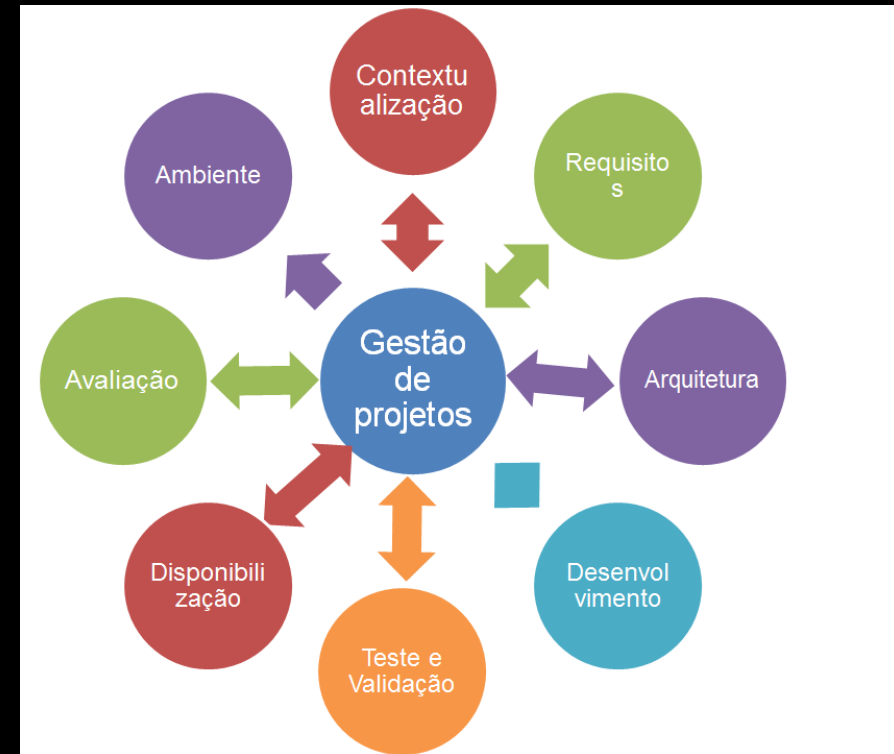 Contextu
alização
Requisito
s
Ambiente
Gestão
de
projetos
Avaliação
Arquitetura
Disponibili
zação
Desenvol
vimento
Teste e
Validação